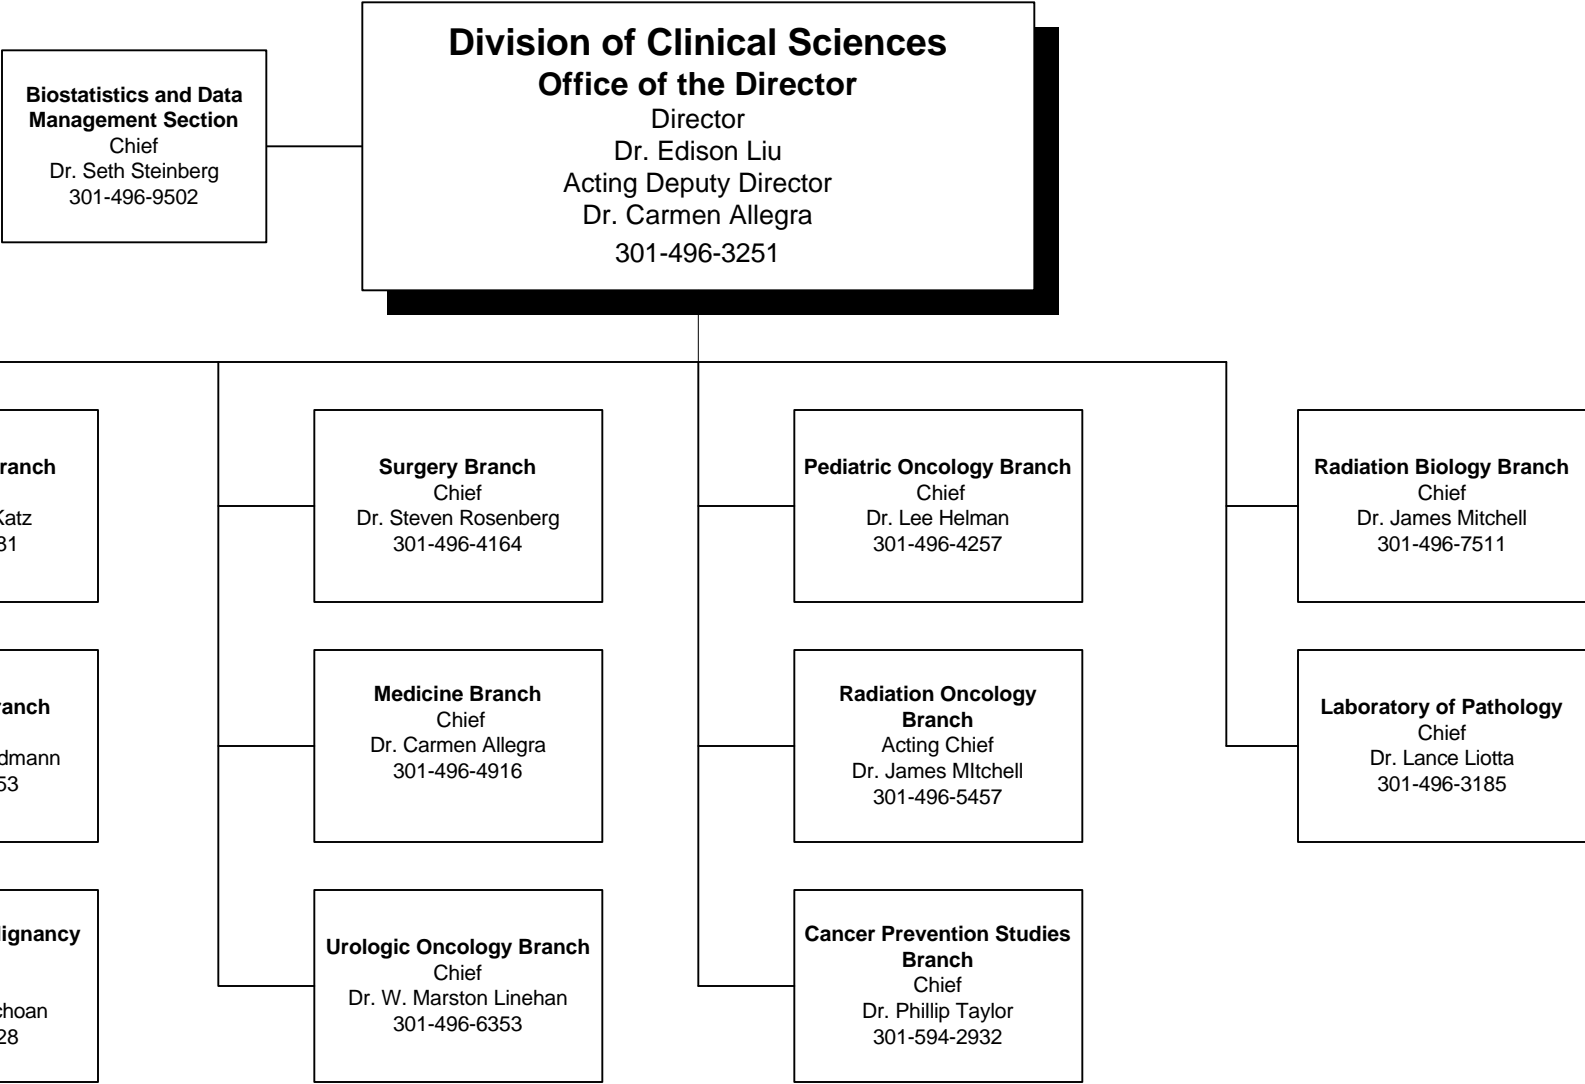 Division of Clinical Sciences
Office of the Director
Director
Dr. Edison Liu
Acting Deputy Director
Dr. Carmen Allegra
301-496-3251
Biostatistics and Data
Management Section
Chief
Dr. Seth Steinberg
301-496-9502
Katz
Surgery Branch
Chief
Dr. Steven Rosenberg
301-496-4164
Pediatric Oncology Branch
Chief
Dr. Lee Helman
301-496-4257
Radiation Biology Branch
Chief
Dr. James Mitchell
301-496-7511
Medicine Branch
Chief
Dr. Carmen Allegra
301-496-4916
Radiation Oncology
Branch
Acting Chief
Dr. James MItchell
301-496-5457
Laboratory of Pathology
Chief
Dr. Lance Liotta
301-496-3185
Urologic Oncology Branch
Chief
Dr. W. Marston Linehan
301-496-6353
Cancer Prevention Studies
Branch
Chief
Dr. Phillip Taylor
301-594-2932